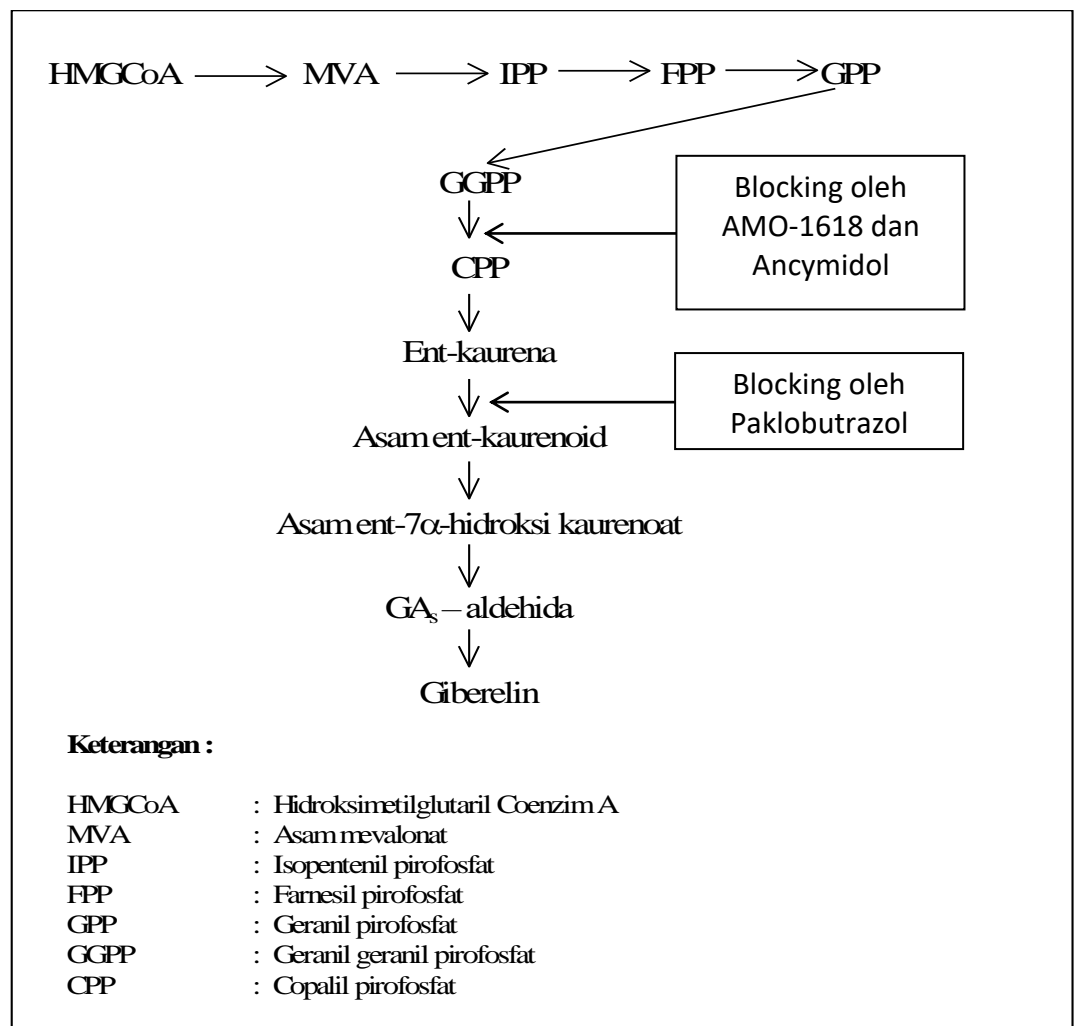 HMGCoA → MVA → IPP → FPP → GPP
GGPP
Blocking oleh
AMO-1618 dan
Ancymidol
CPP
Ent-kaurena
Blocking oleh
Paklobutrazol
Asam ent-kaurenoid
Asam ent-7α-hidroksi kaurenoat
GAs – aldehida
Giberelin
Keterangan :
HMGCoA : Hidroksimetilglutaril Coenzim A
MVA : Asam mevalonat
IPP : Isopentenil pirofosfat
FPP : Farnesil pirofosfat
GPP : Geranil pirofosfat
GGPP : Geranil geranil pirofosfat
CPP : Copalil pirofosfat